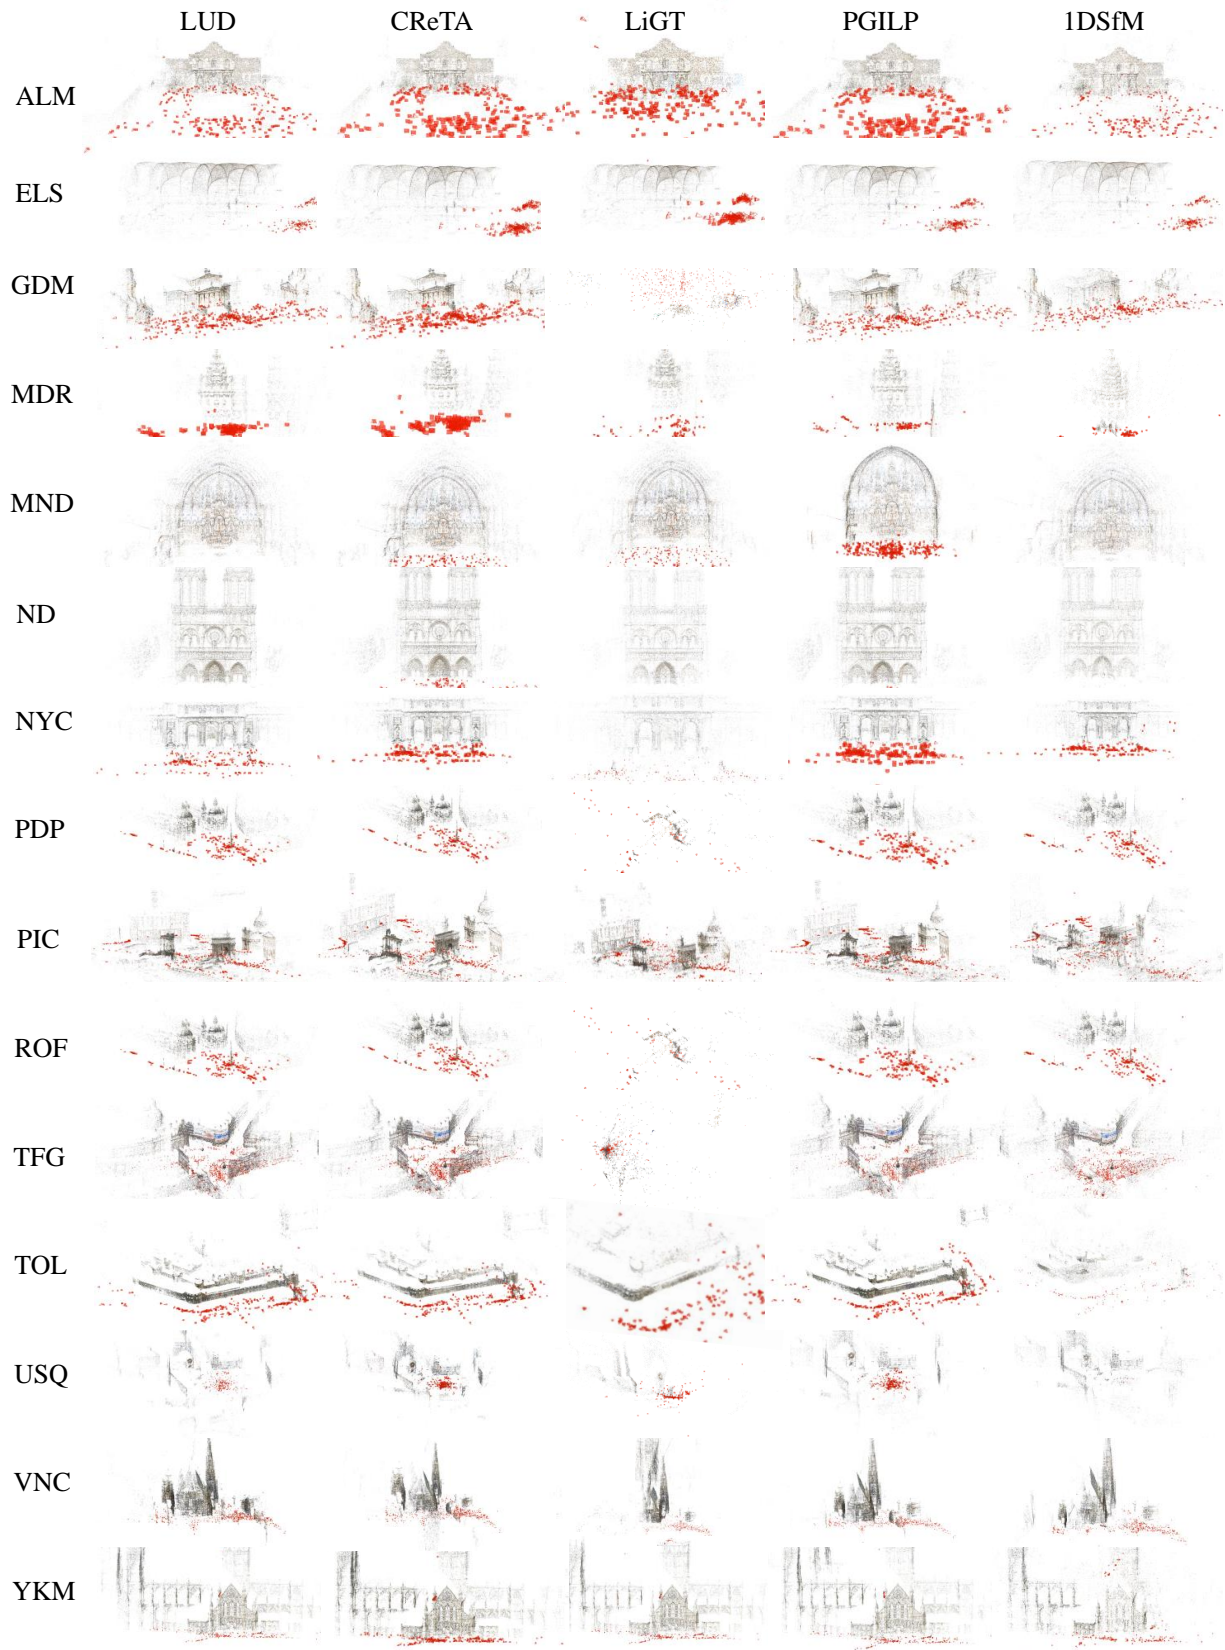 LUD CReTA LiGT PGILP 1DSfM
ALM
ELS
GDM
MDR
MND
ND
NYC
PDP
PIC
ROF
TFG
TOL
USQ
VNC
YKM